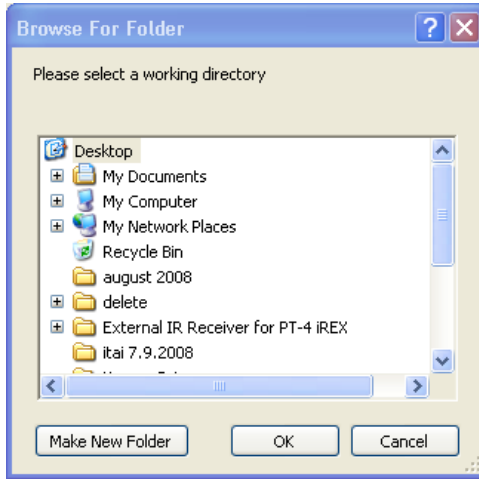 Browse For Folder
Please select a working directory
Desktop
My Documents
My Computer
My Network Places
Recycle Bin
august 2008
delete
External IR Receiver for PT-4 iREX
itai 7.9.2008
Make New Folder
OK
Cancel